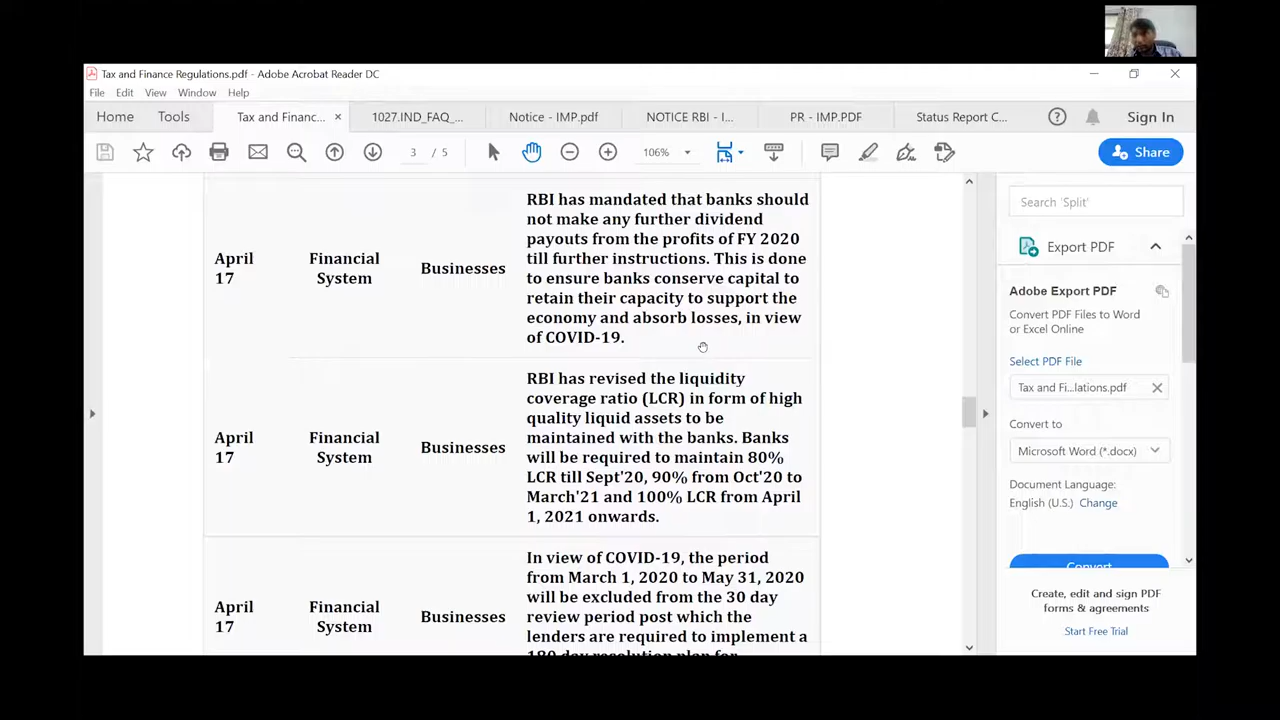 Tax and Finance Regulations.pdf - Adobe Acrobat Reader DC
File Edit View Window Help
Home Tools Tax and Financ... × 1027.IND_FAQ_... Notice - IMP.pdf NOTICE RBI - I... PR - IMP.PDF Status Report C... Sign In
3 / 5 106% Share
RBI has mandated that banks should
not make any further dividend
payouts from the profits of FY 2020
till further instructions. This is done
to ensure banks conserve capital to
retain their capacity to support the
economy and absorb losses, in view
of COVID-19.
April
17
Financial
System
Businesses
RBI has revised the liquidity
coverage ratio (LCR) in form of high
quality liquid assets to be
maintained with the banks. Banks
will be required to maintain 80%
LCR till Sept'20, 90% from Oct'20 to
March'21 and 100% LCR from April
1, 2021 onwards.
April
17
Financial
System
Businesses
In view of COVID-19, the period
from March 1, 2020 to May 31, 2020
will be excluded from the 30 day
review period post which the
lenders are required to implement a
180 day resolution plan for
April
17
Financial
System
Businesses
Search 'Split'
Export PDF
Adobe Export PDF
Convert PDF Files to Word
or Excel Online
Select PDF File
Tax and Fi...lations.pdf
Convert to
Microsoft Word (*.docx)
Document Language:
English (U.S.) Change
Convert
Create, edit and sign PDF
forms & agreements
Start Free Trial